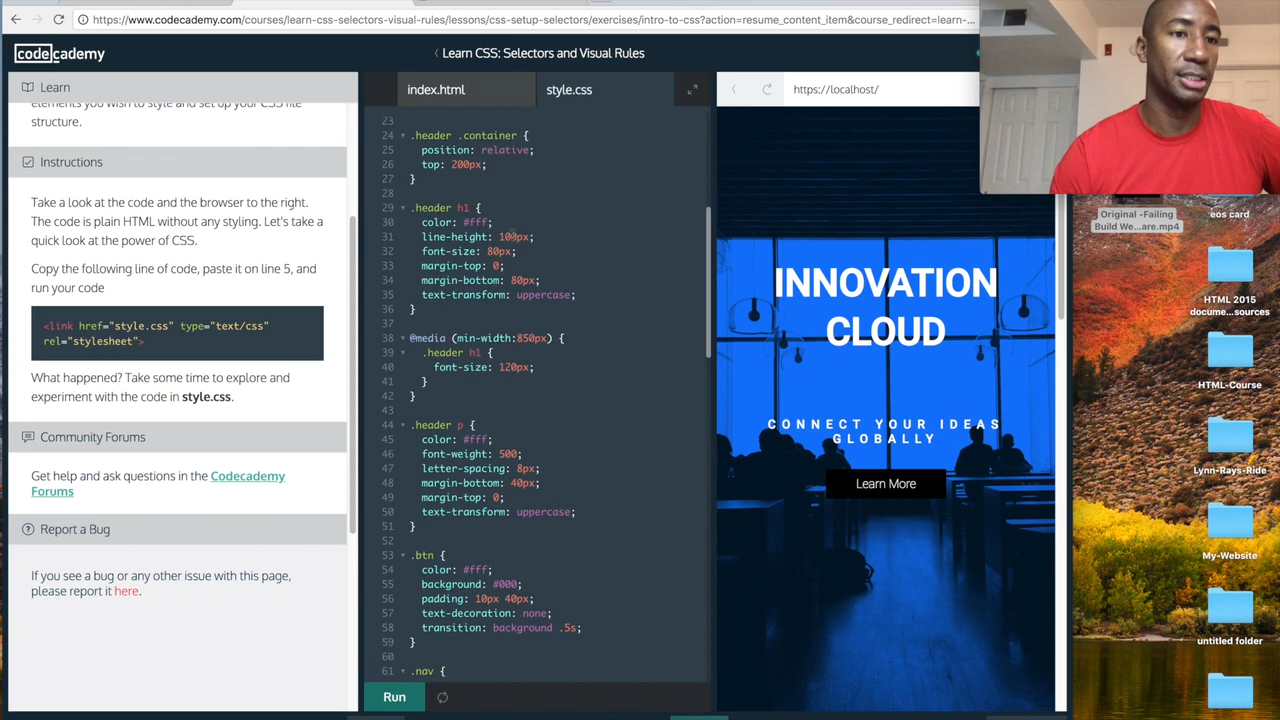 https://www.codecademy.com/courses/learn-css-selectors-visual-rules/lessons/css-setup-selectors/exercises/intro-to-css?action=resume_content_item&course_redirect=learn-...
codecademy
Learn CSS: Selectors and Visual Rules
Learn
elements you wish to style and set up your CSS file
structure.
Instructions
Take a look at the code and the browser to the right.
The code is plain HTML without any styling. Let's take a
quick look at the power of CSS.
Copy the following line of code, paste it on line 5, and
run your code
<link href="style.css" type="text/css"
rel="stylesheet">
What happened? Take some time to explore and
experiment with the code in style.css.
Community Forums
Get help and ask questions in the Codecademy
Forums
Report a Bug
If you see a bug or any other issue with this page,
please report it here.
index.html
style.css
23
24 .header .container {
25 position: relative;
26 top: 200px;
27 }
28
29 .header h1 {
30 color: #fff;
31 line-height: 100px;
32 font-size: 80px;
33 margin-top: 0;
34 margin-bottom: 80px;
35 text-transform: uppercase;
36 }
37
38 @media (min-width:850px) {
39 .header h1 {
40 font-size: 120px;
41 }
42 }
43
44 .header p {
45 color: #fff;
46 font-weight: 500;
47 letter-spacing: 8px;
48 margin-bottom: 40px;
49 margin-top: 0;
50 text-transform: uppercase;
51 }
52
53 .btn {
54 color: #fff;
55 background: #000;
56 padding: 10px 40px;
57 text-decoration: none;
58 transition: background .5s;
59 }
60
61 .nav {
Run
https://localhost/
INNOVATION
CLOUD
CONNECT YOUR IDEAS
GLOBALLY
Learn More
Original -Failing
Build We...are.mp4
eos card
HTML 2015
docume...sources
HTML-Course
Lynn-Rays-Ride
My-Website
untitled folder